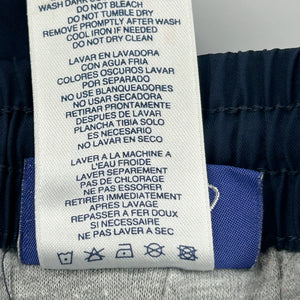 WASH DARK COLORS
DO NOT BLEACH
DO NOT TUMBLE DRY
REMOVE PROMPTLY AFTER WASH
COOL IRON IF NEEDED
DO NOT DRY CLEAN
LAVAR EN LAVADORA
CON AGUA FRIA
COLORES OSCUROS LAVAR
POR SEPARADO
NO USAR BLANQUEADORES
NO USAR SECADORA
RETIRAR PRONTAMENTE
DESPUES DE LAVAR
PLANCHA TIBIA SOLO
ES NECESARIO
NO LAVAR EN SECO
LAVER A LA MACHINE A
L'EAU FROIDE
LAVER SEPAREMENT
PAS DE CHLORAGE
NE PAS ESSORER
RETIRER IMMEDIATEMENT
APRES LAVAGE
REPASSER A FER DOUX
SI NECESSAIRE
NE PAS LAVER A SEC